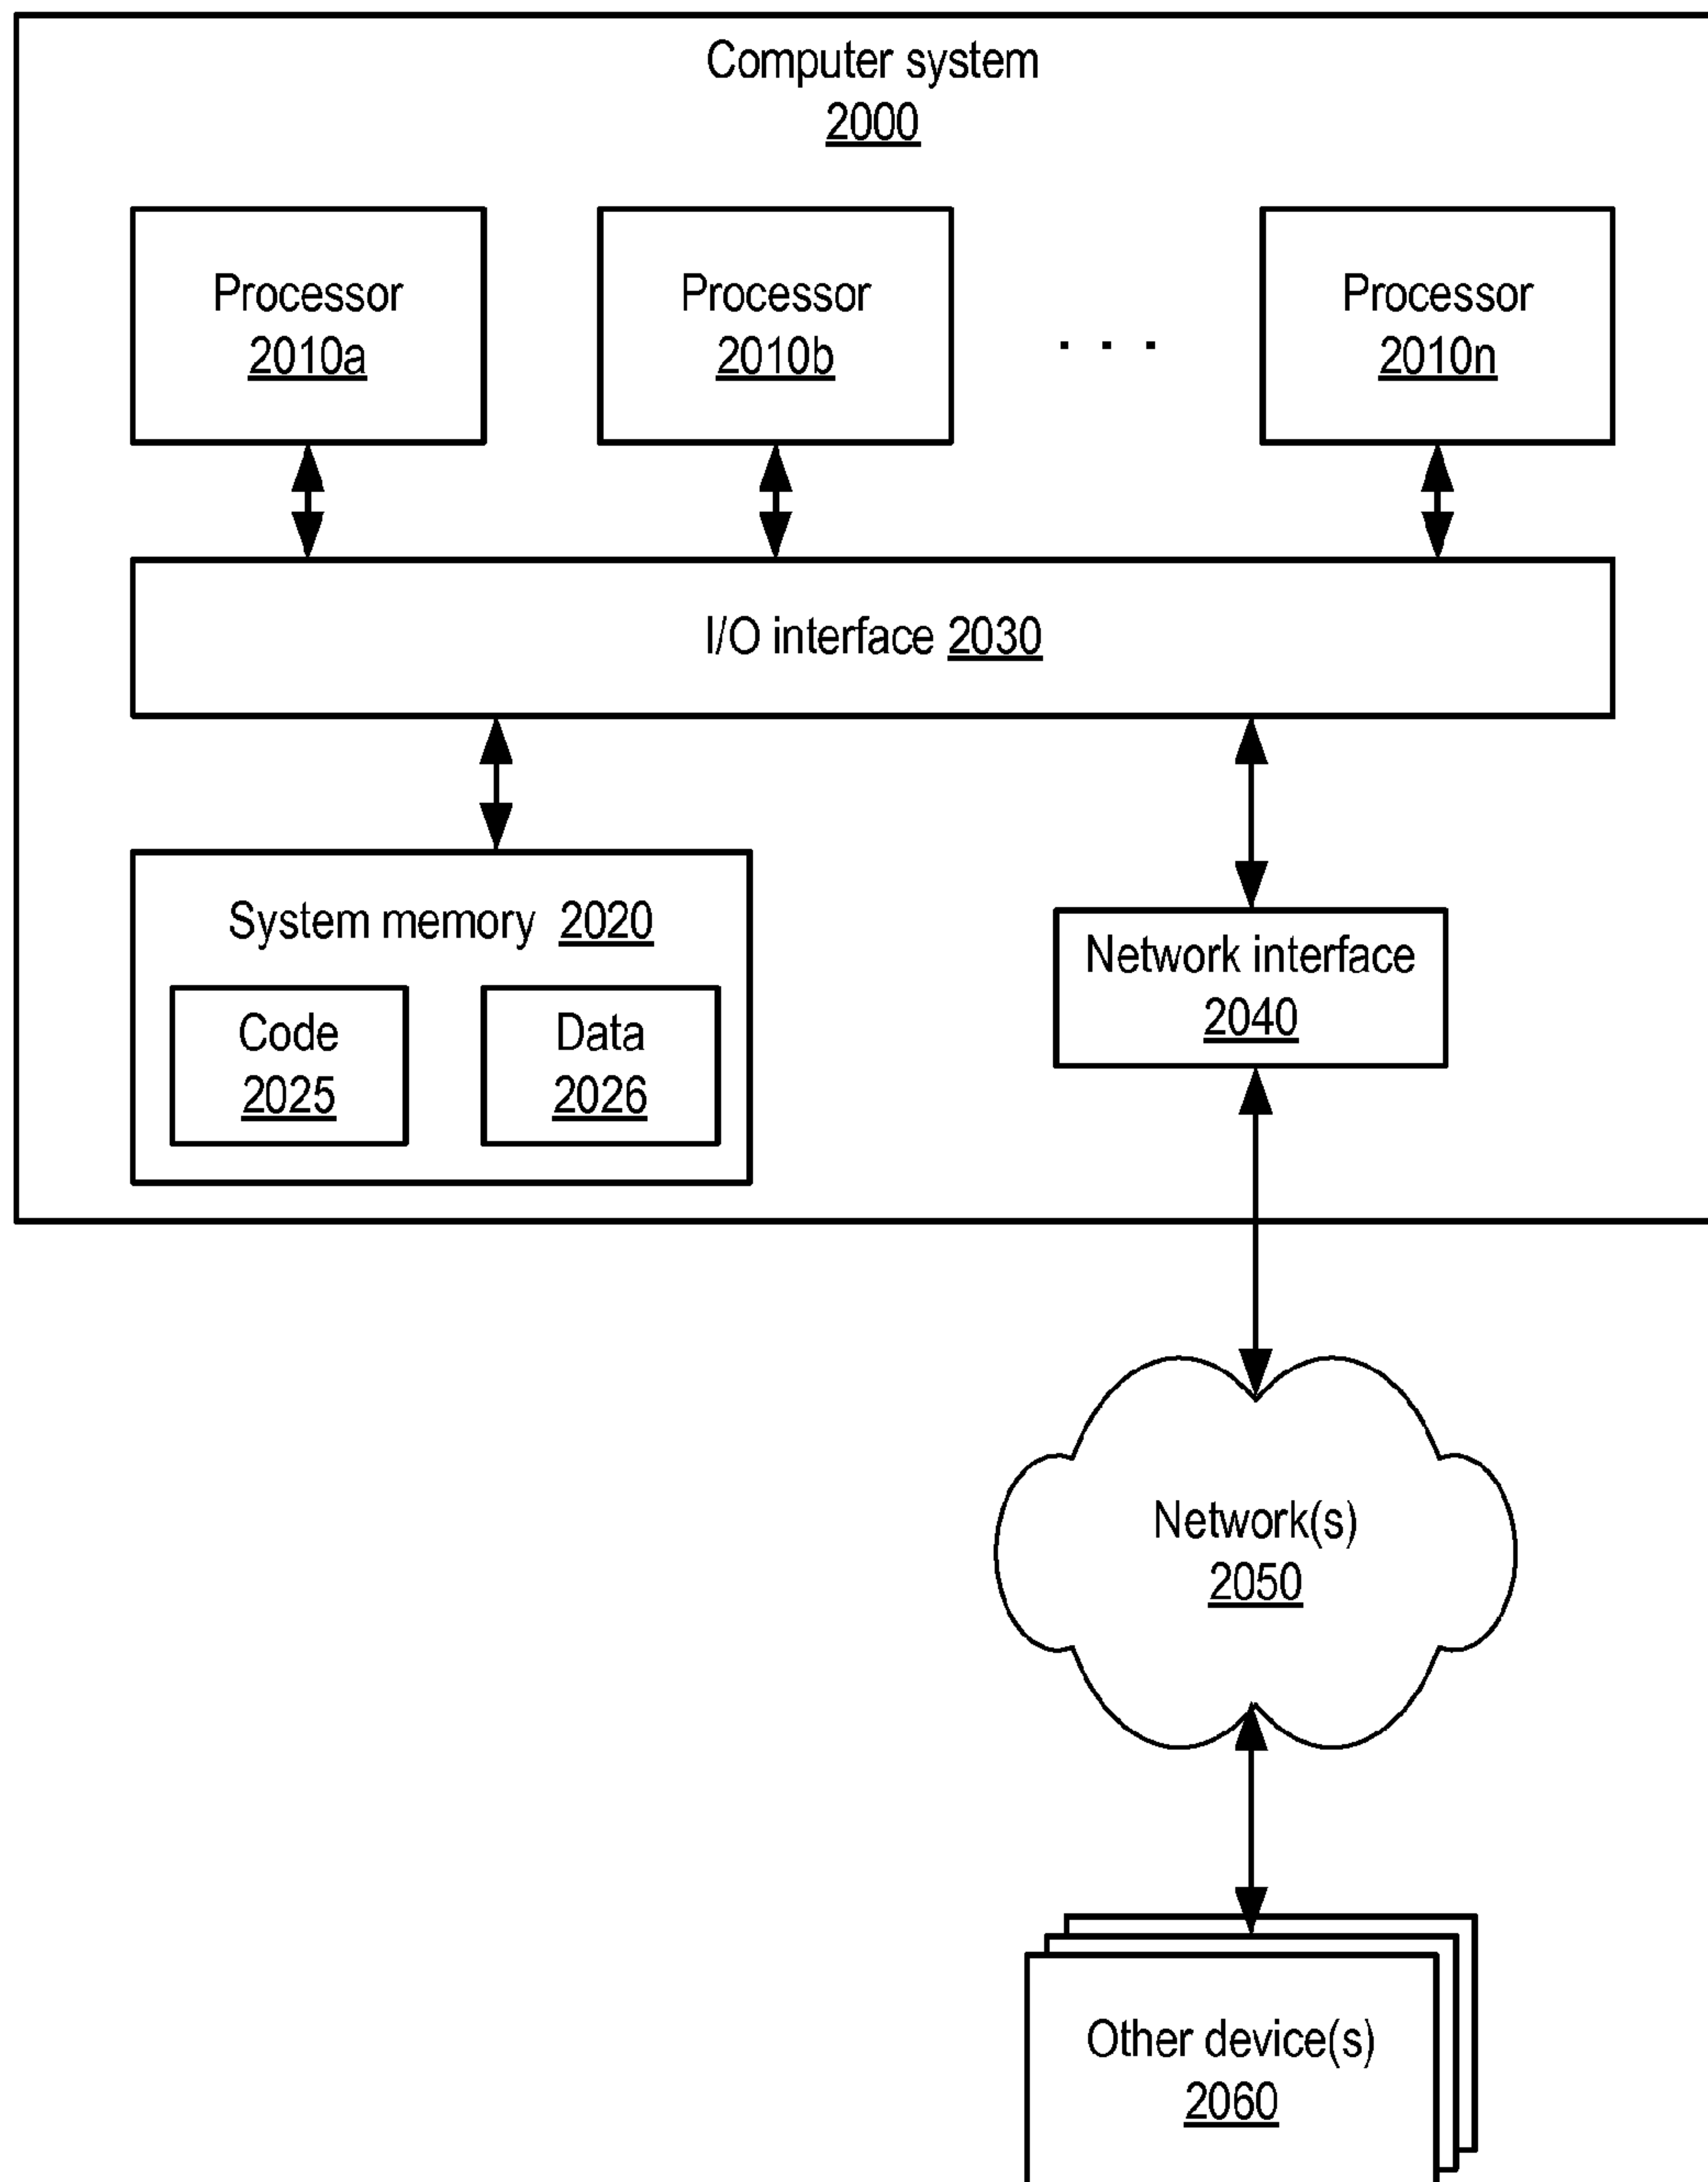 Computer system
2000
Processor
2010a
Processor
2010b
. . .
Processor
2010n
I/O interface 2030
System memory 2020
Code
2025
Data
2026
Network interface
2040
Network(s)
2050
Other device(s)
2060